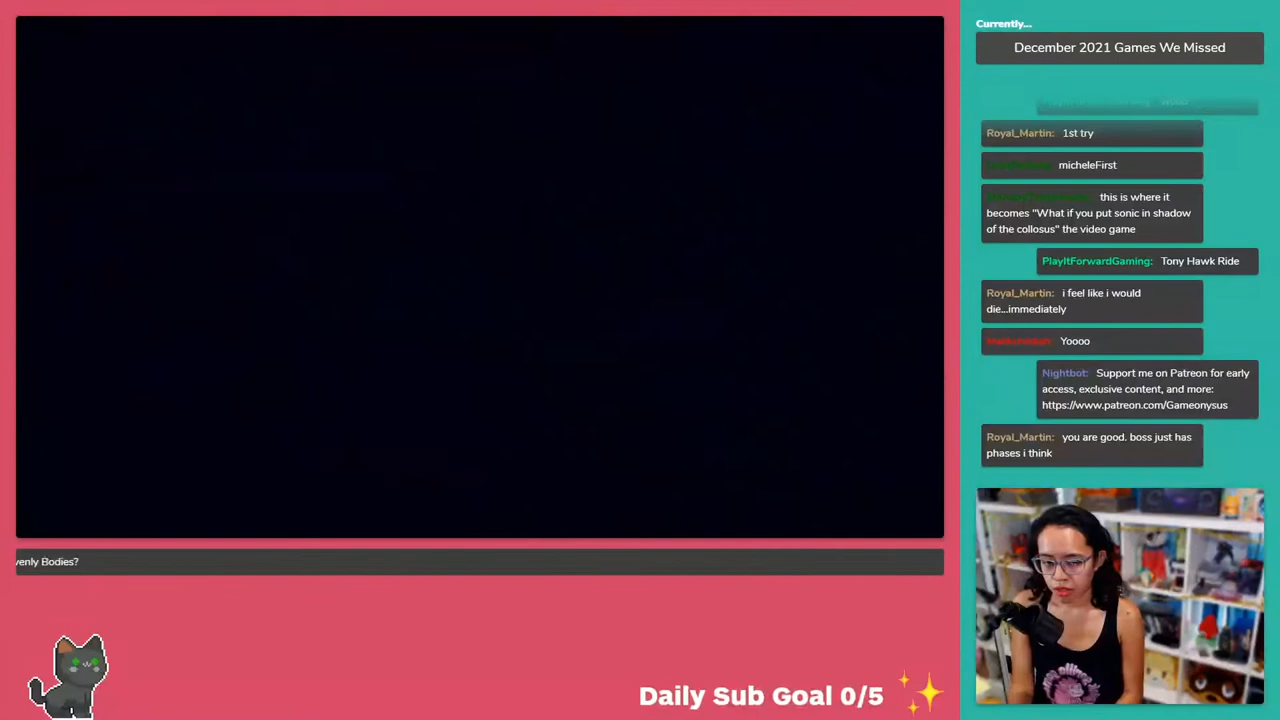 Currently...
December 2021 Games We Missed
Royal_Martin: 1st try
micheleFirst
this is where it
becomes "What if you put sonic in shadow
of the collosus" the video game
PlayItForwardGaming: Tony Hawk Ride
Royal_Martin: i feel like i would
die...immediately
Yoooo
Nightbot: Support me on Patreon for early
access, exclusive content, and more:
https://www.patreon.com/Gameonysus
Royal_Martin: you are good. boss just has
phases i think
venly Bodies?
Daily Sub Goal 0/5